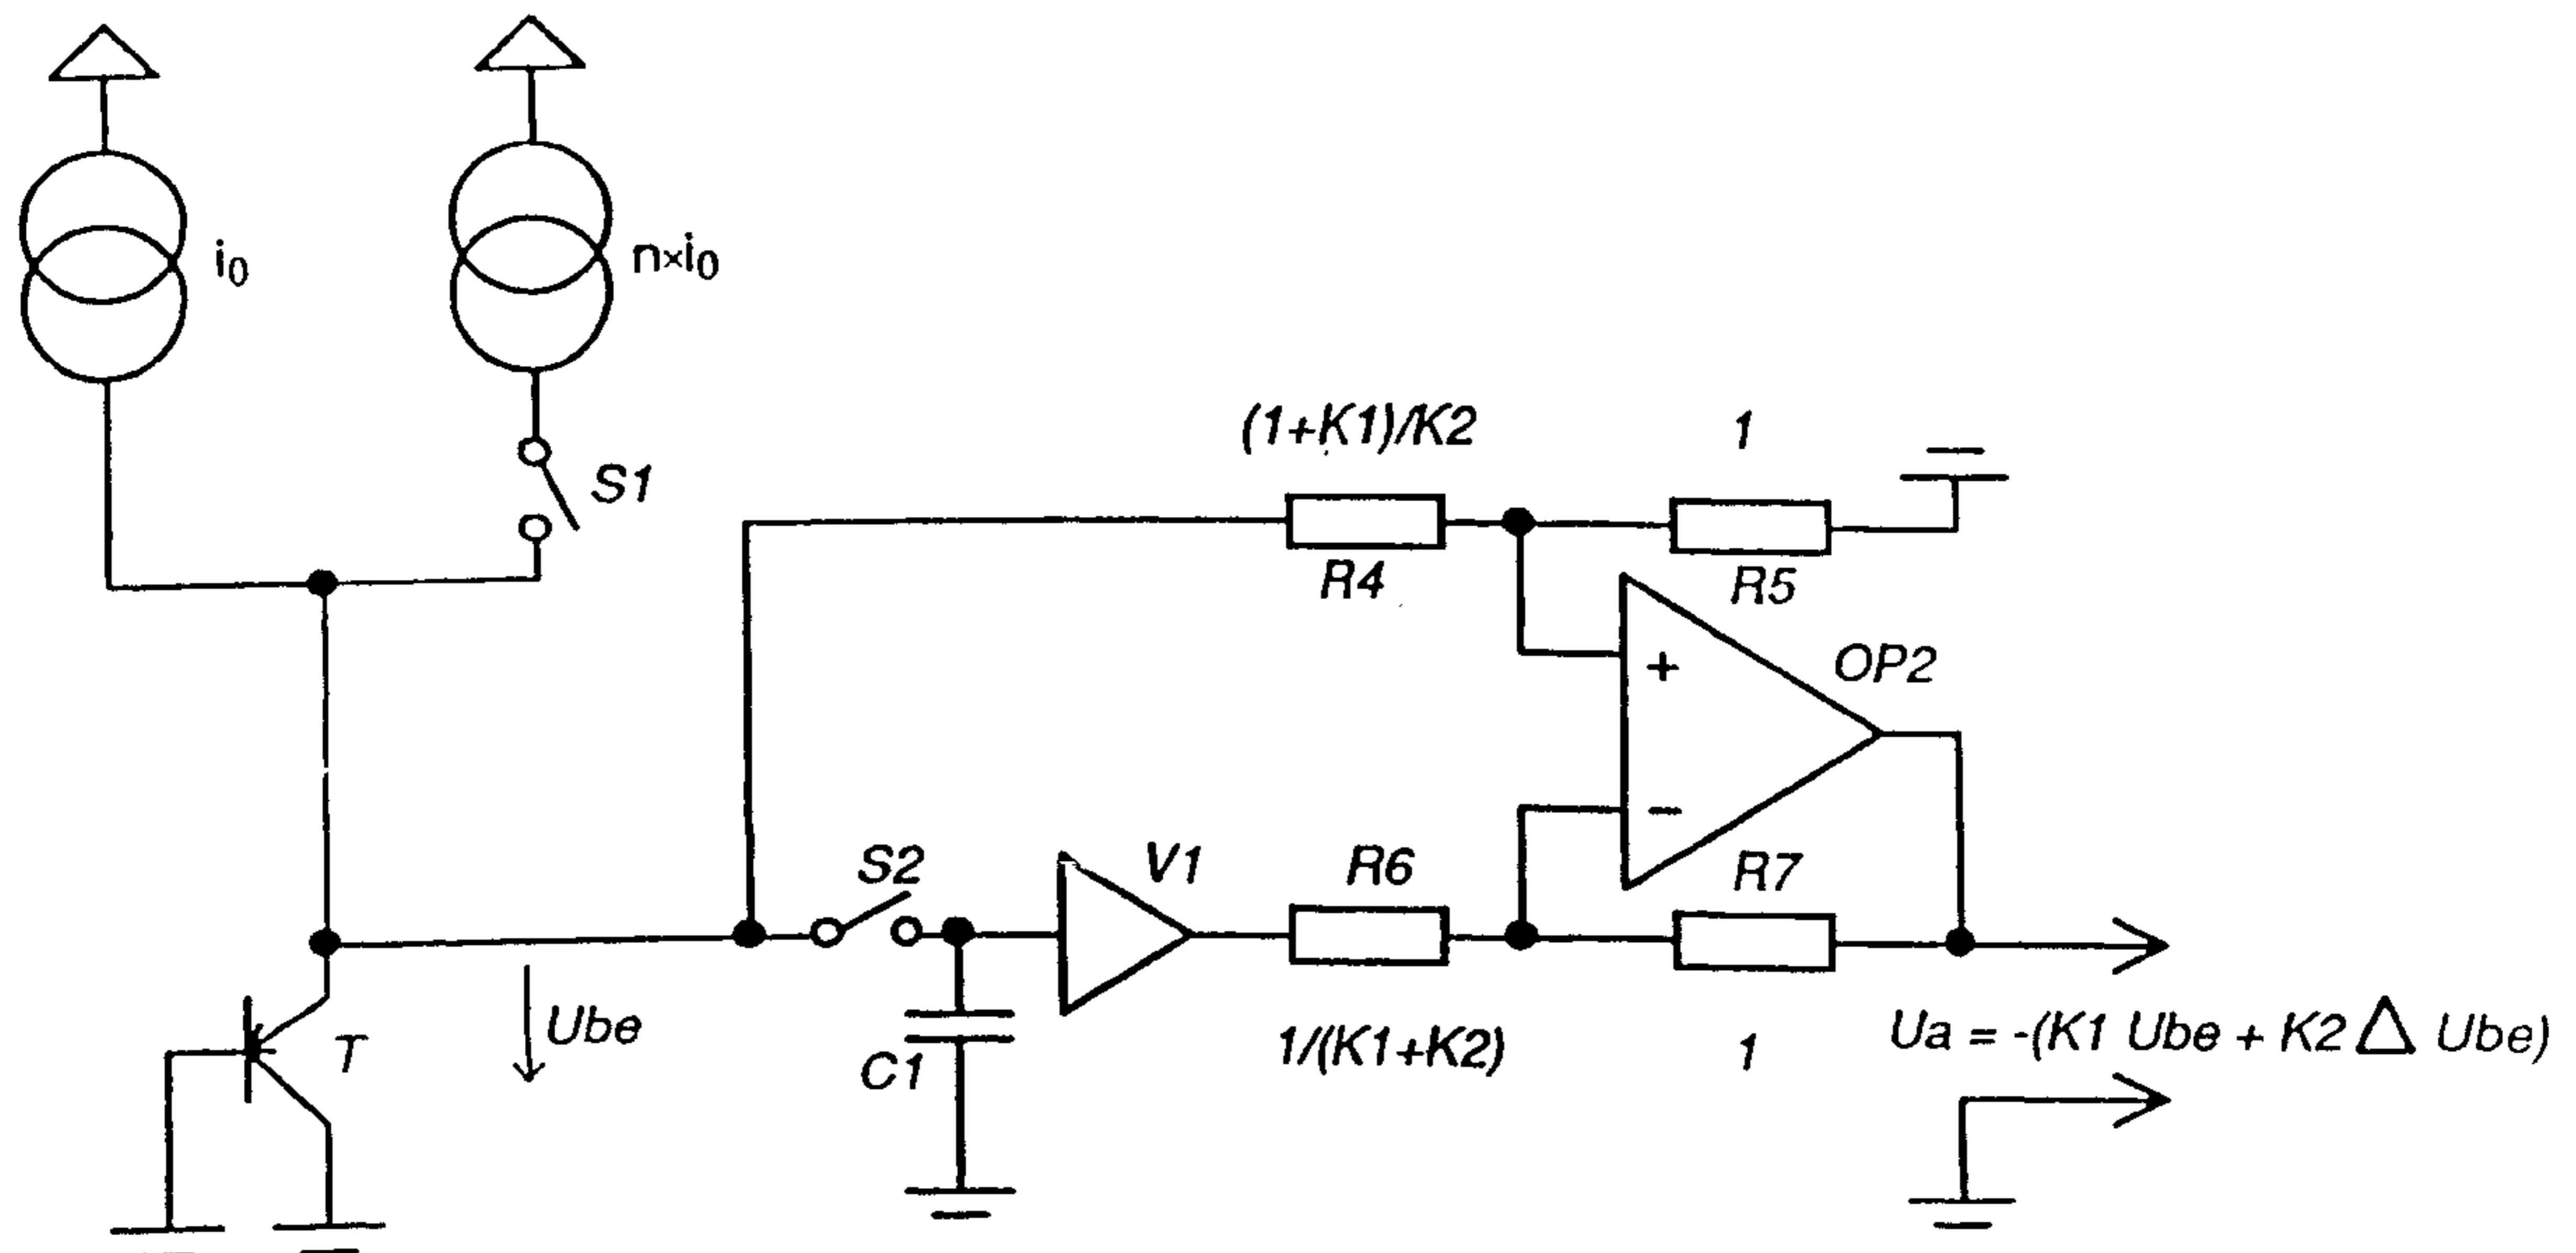 i₀
n×i₀
S1
(1+K1)/K2
1
R4
R5
+
OP2
−
S2
V1
R6
R7
T
Ube
C1
1/(K1+K2)
1
Ua = -(K1 Ube + K2 Δ Ube)